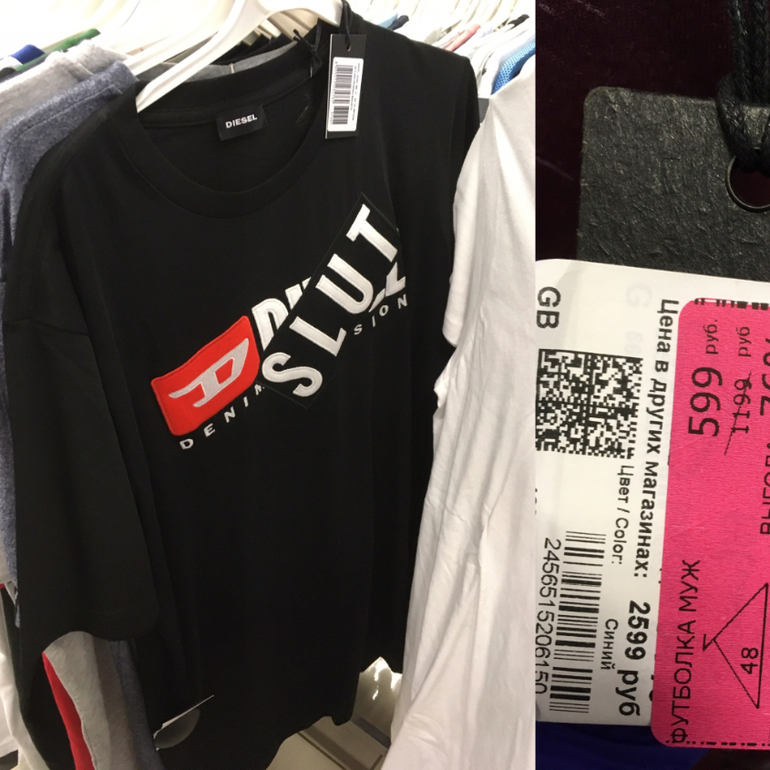 DIESEL
SLUT
DENIM
SION
GB
Цена в других магазинах: 2599 руб
Цвет / Color: Синий
2456515206150
599 руб.
1199 руб
ФУТБОЛКА МУЖ
48